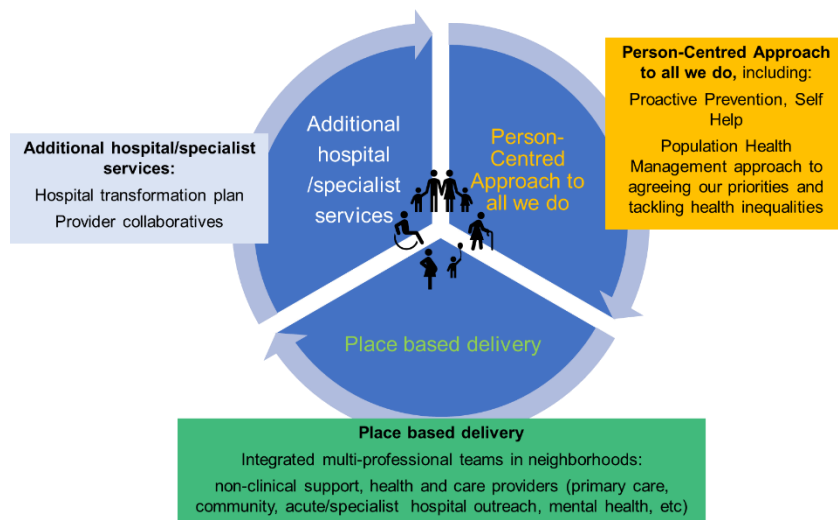 Additional hospital/specialist
services:
Hospital transformation plan
Provider collaboratives
Additional
hospital
/specialist
services
Person-
Centred
Approach to
all we do
Person-Centred Approach
to all we do, including:
Proactive Prevention, Self
Help
Population Health
Management approach to
agreeing our priorities and
tackling health inequalities
Place based delivery
Place based delivery
Integrated multi-professional teams in neighborhoods:
non-clinical support, health and care providers (primary care,
community, acute/specialist hospital outreach, mental health, etc)